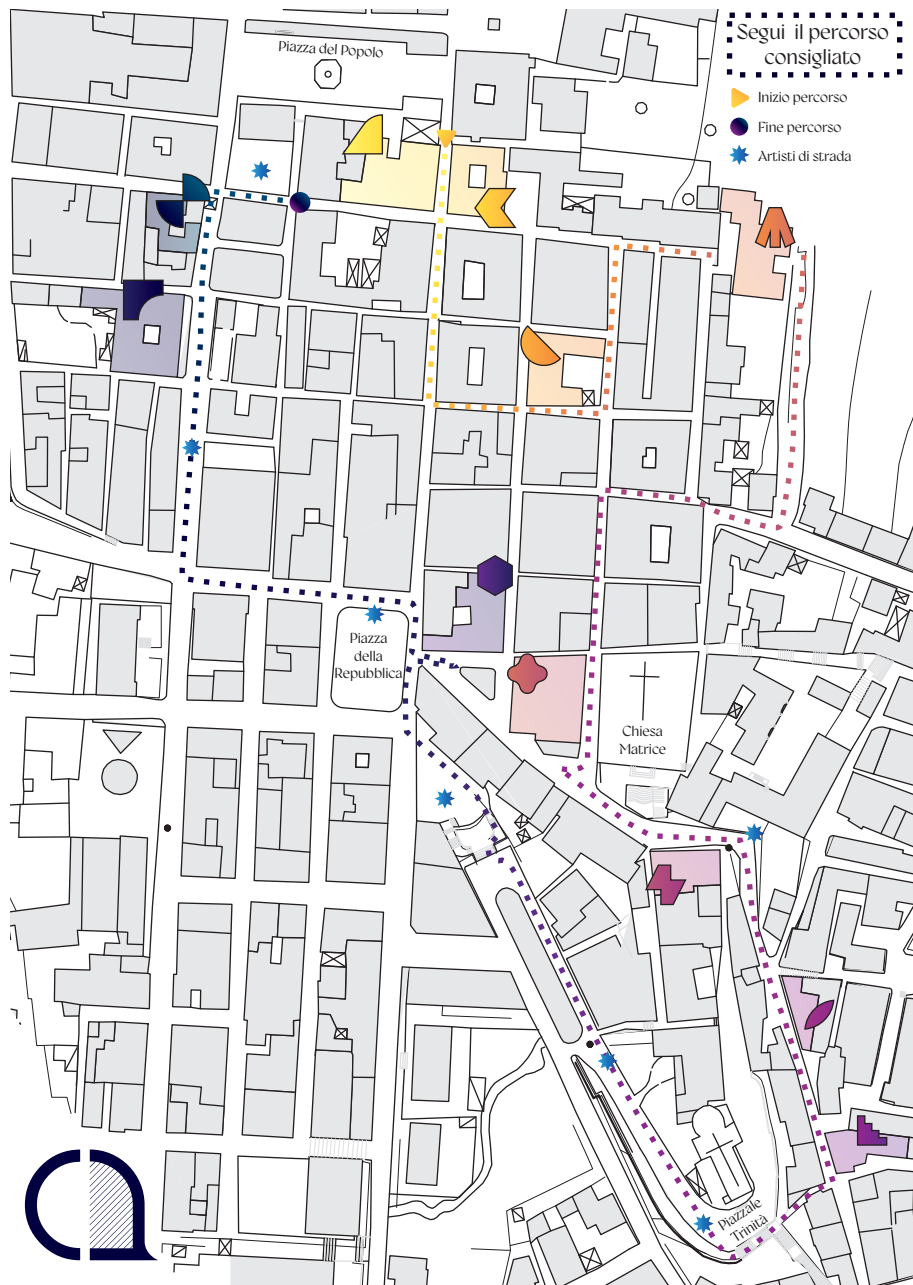 Piazza del Popolo
Segui il percorso
consigliato
Inizio percorso
Fine percorso
Artisti di strada
Piazza
della
Repubblica
Chiesa
Matrice
Piazzale
Trinità